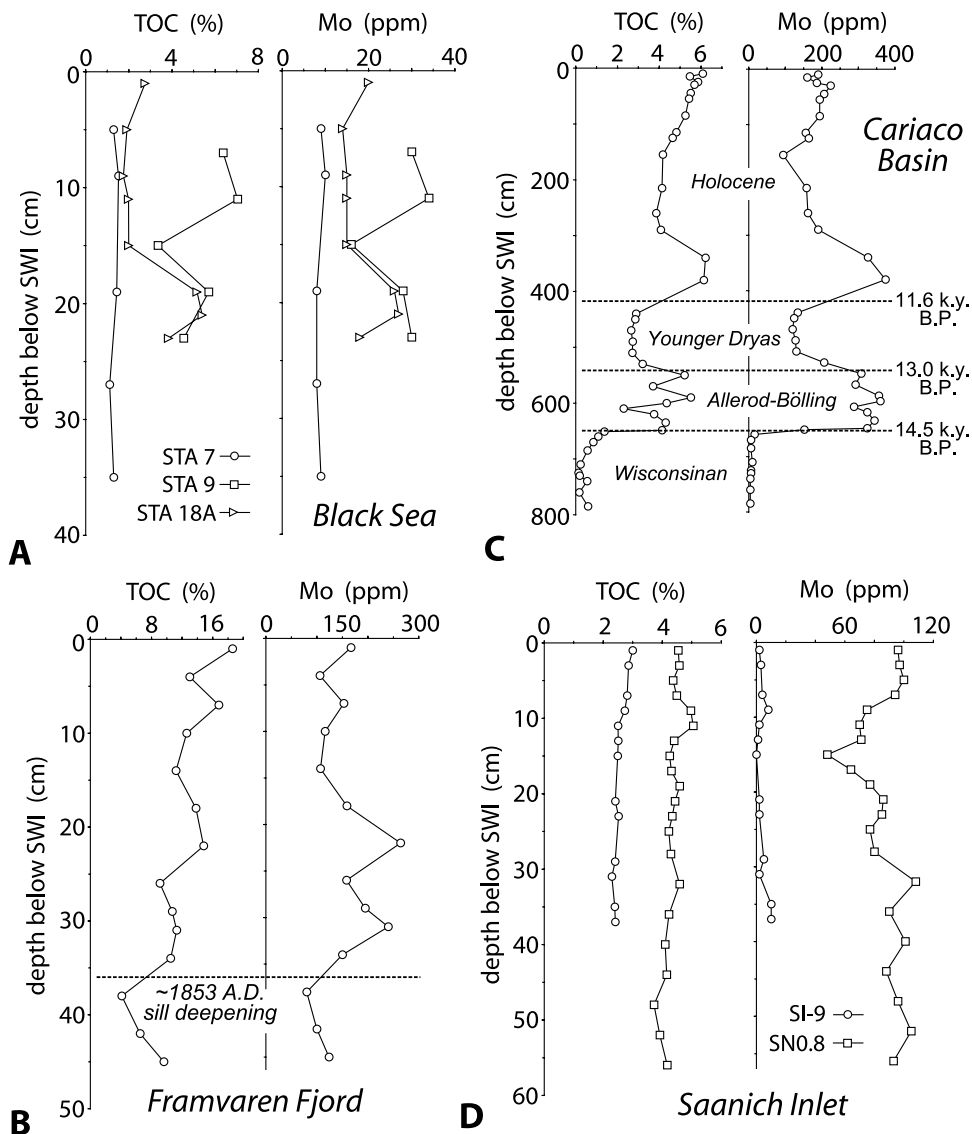 TOC (%)
Mo (ppm)
0 4 8
0 20 40
0
10
20
30
40
depth below SWI (cm)
STA 7
STA 9
STA 18A
Black Sea
A
TOC (%)
Mo (ppm)
0 2 4 6
0 200 400
0
200
400
600
800
depth below SWI (cm)
Cariaco
Basin
Holocene
11.6 k.y.
B.P.
Younger Dryas
13.0 k.y.
B.P.
Allerod-Bölling
14.5 k.y.
B.P.
Wisconsinan
C
TOC (%)
Mo (ppm)
0 8 16
0 150 300
0
10
20
30
40
50
depth below SWI (cm)
~1853 A.D.
sill deepening
Framvaren Fjord
B
TOC (%)
Mo (ppm)
0 2 4 6
0 60 120
0
10
20
30
40
50
60
depth below SWI (cm)
SI-9
SN0.8
Saanich Inlet
D